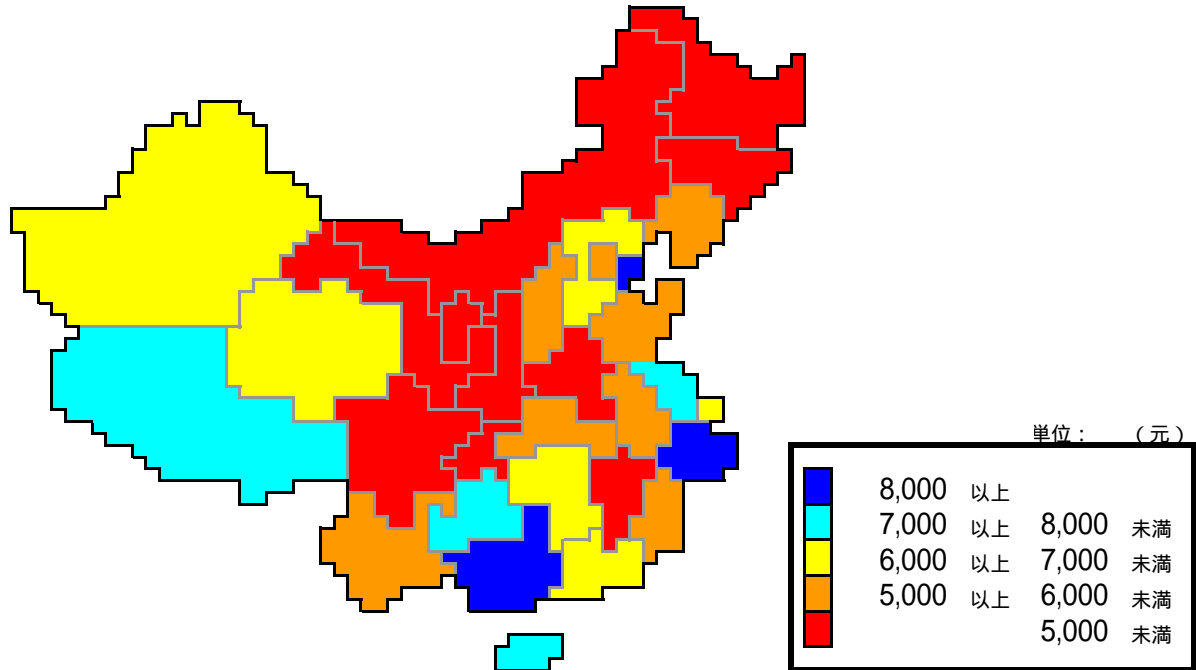 単位： （元）
8,000 以上
7,000 以上 8,000 未満
6,000 以上 7,000 未満
5,000 以上 6,000 未満
5,000 未満